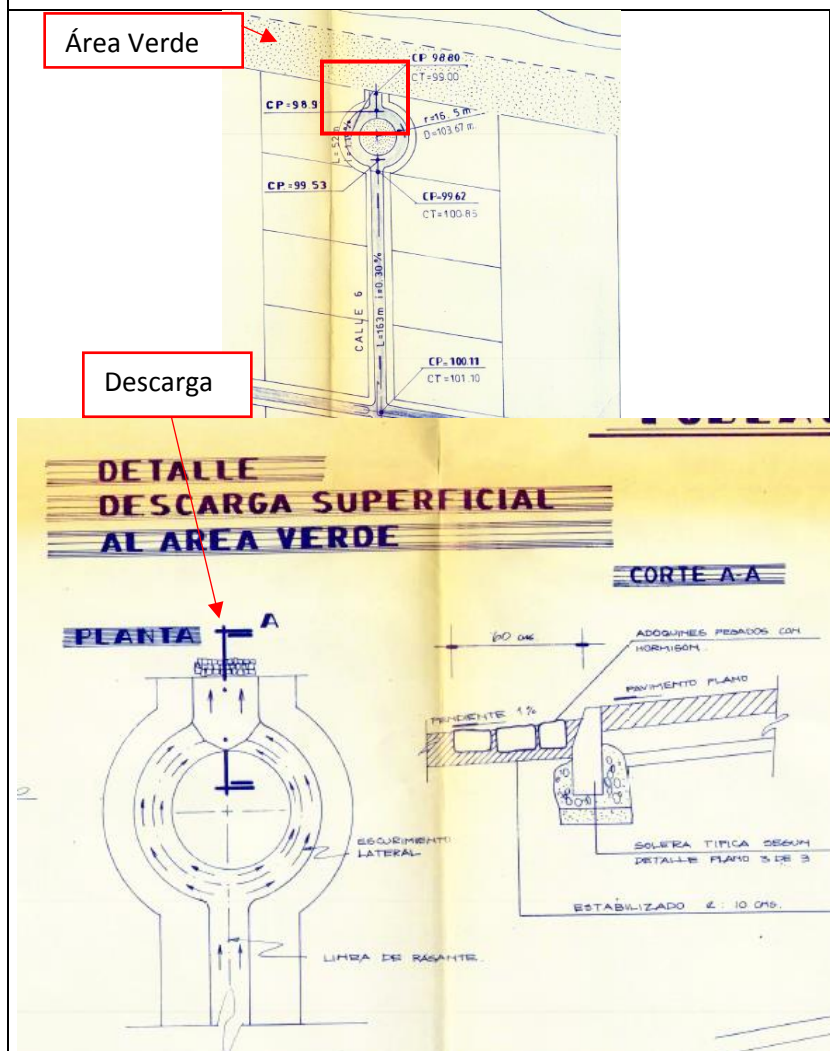 Área Verde
CP 98.80
CT=99.00
CP=98.9
r=16.5m
D=103.67 m.
L=52m
CP=99.53
CP=99.62
CT=100.85
CALLE 6
L=163m i=0.30%
CP=100.11
CT=101.10
Descarga
DETALLE
DESCARGA SUPERFICIAL
AL AREA VERDE
CORTE A-A
PLANTA
A
60 cms
ADOQUINES PEGADOS CON
HORMIGON.
PAVIMENTO PLANO
PENDIENTE 1%
ESCURIMIENTO
LATERAL
SOLERA TIPICA SEGUN
DETALLE PLANO 3 DE 3
ESTABILIZADO e: 10 CMS.
LINEA DE RASANTE.